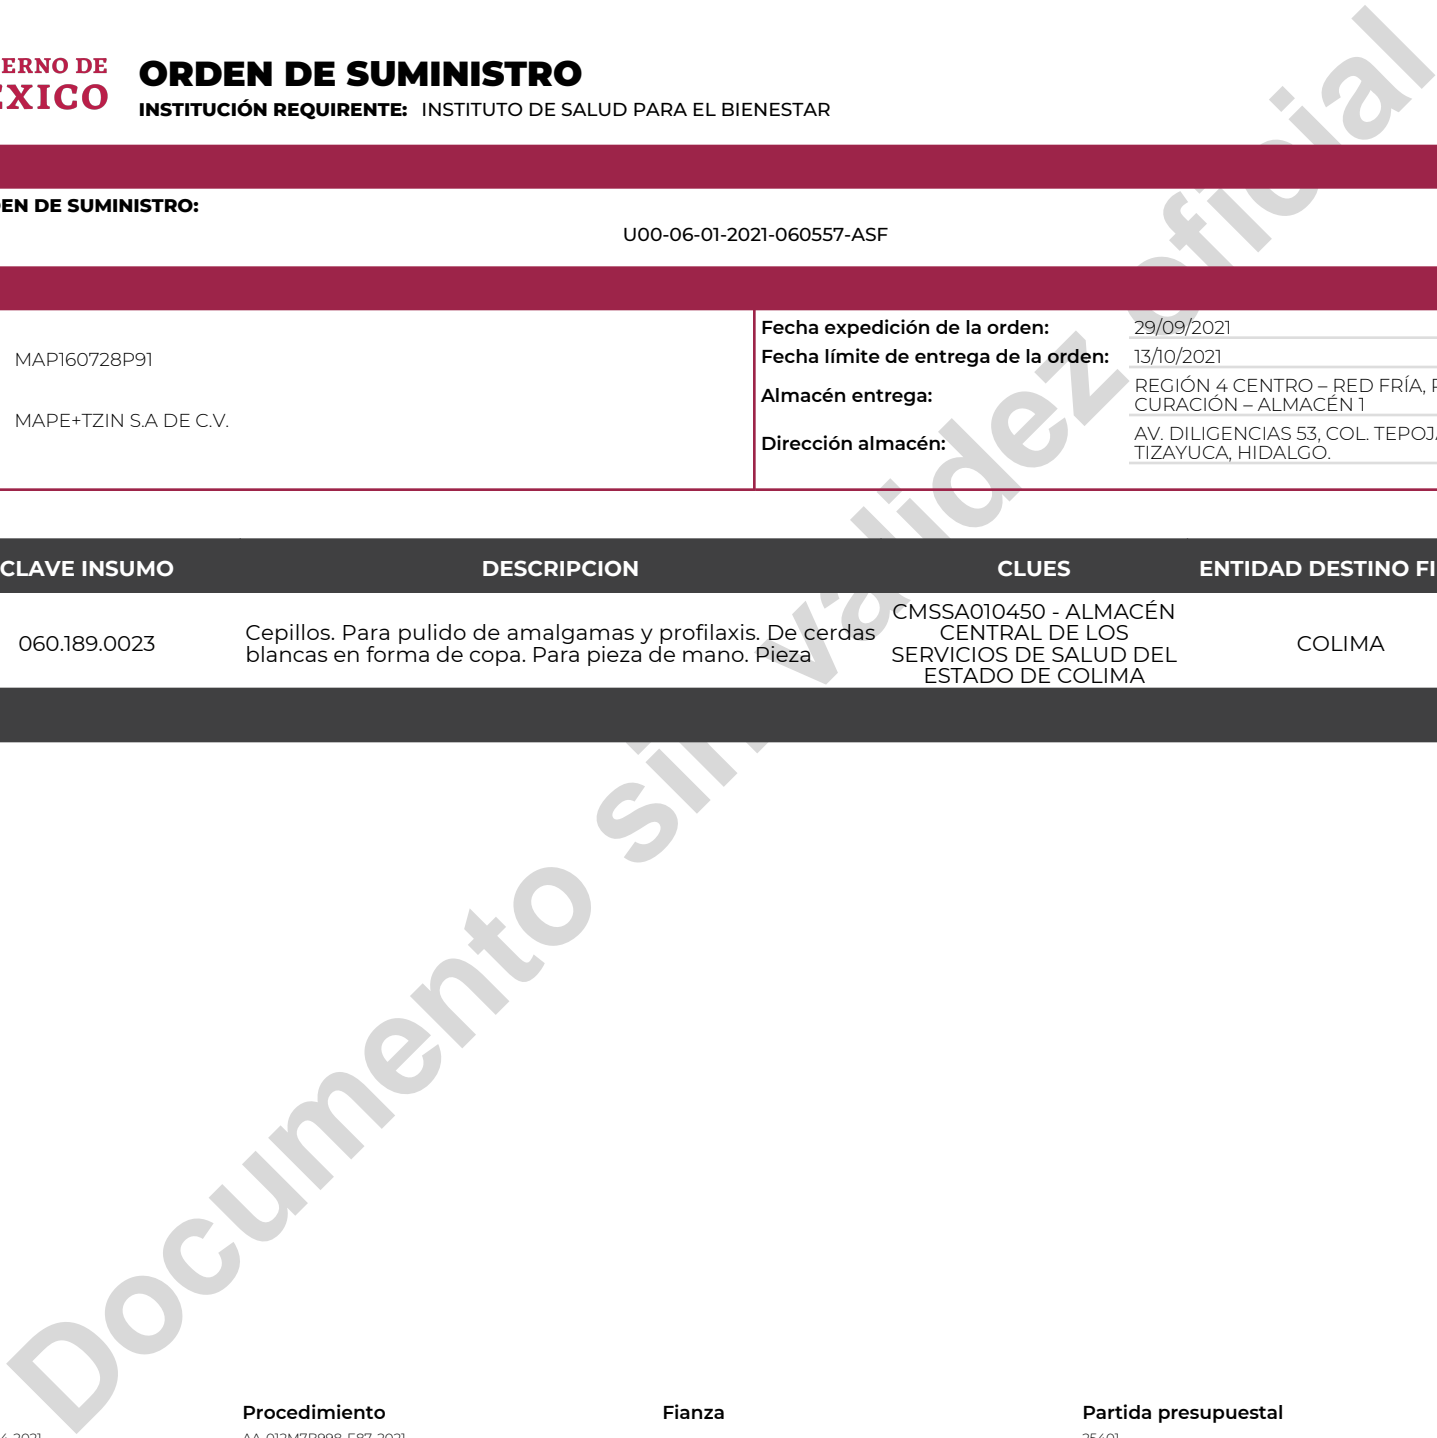 ERNO DE
EXICO
ORDEN DE SUMINISTRO
INSTITUCIÓN REQUIRENTE: INSTITUTO DE SALUD PARA EL BIENESTAR
EN DE SUMINISTRO:
U00-06-01-2021-060557-ASF
MAP160728P91
MAPE+TZIN S.A DE C.V.
Fecha expedición de la orden: 29/09/2021
Fecha límite de entrega de la orden: 13/10/2021
Almacén entrega: REGIÓN 4 CENTRO – RED FRÍA,
CURACIÓN – ALMACÉN 1
Dirección almacén: AV. DILIGENCIAS 53, COL. TEPOJ
TIZAYUCA, HIDALGO.
CLAVE INSUMO DESCRIPCION CLUES ENTIDAD DESTINO FI
060.189.0023
Cepillos. Para pulido de amalgamas y profilaxis. De cerdas
blancas en forma de copa. Para pieza de mano. Pieza
CMSSA010450 - ALMACÉN
CENTRAL DE LOS
SERVICIOS DE SALUD DEL
ESTADO DE COLIMA
COLIMA
Documento sin validez oficial
Procedimiento Fianza Partida presupuestal